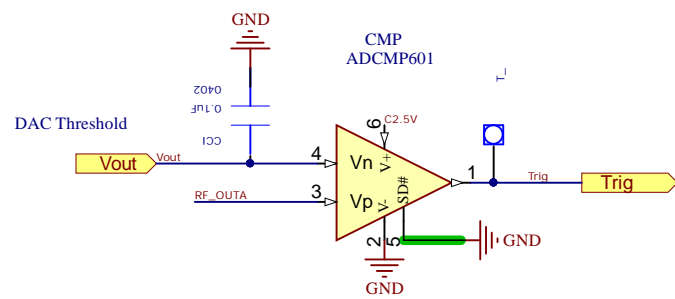 GND
CMP
ADCMP601
T_
0402
0.1uF
CCI
DAC Threshold
6
C2.5V
Vout
Vout
4
Vn
V+
1
Trig
Trig
RF_OUTA
3
Vp
V-
SD#
2
5
GND
GND